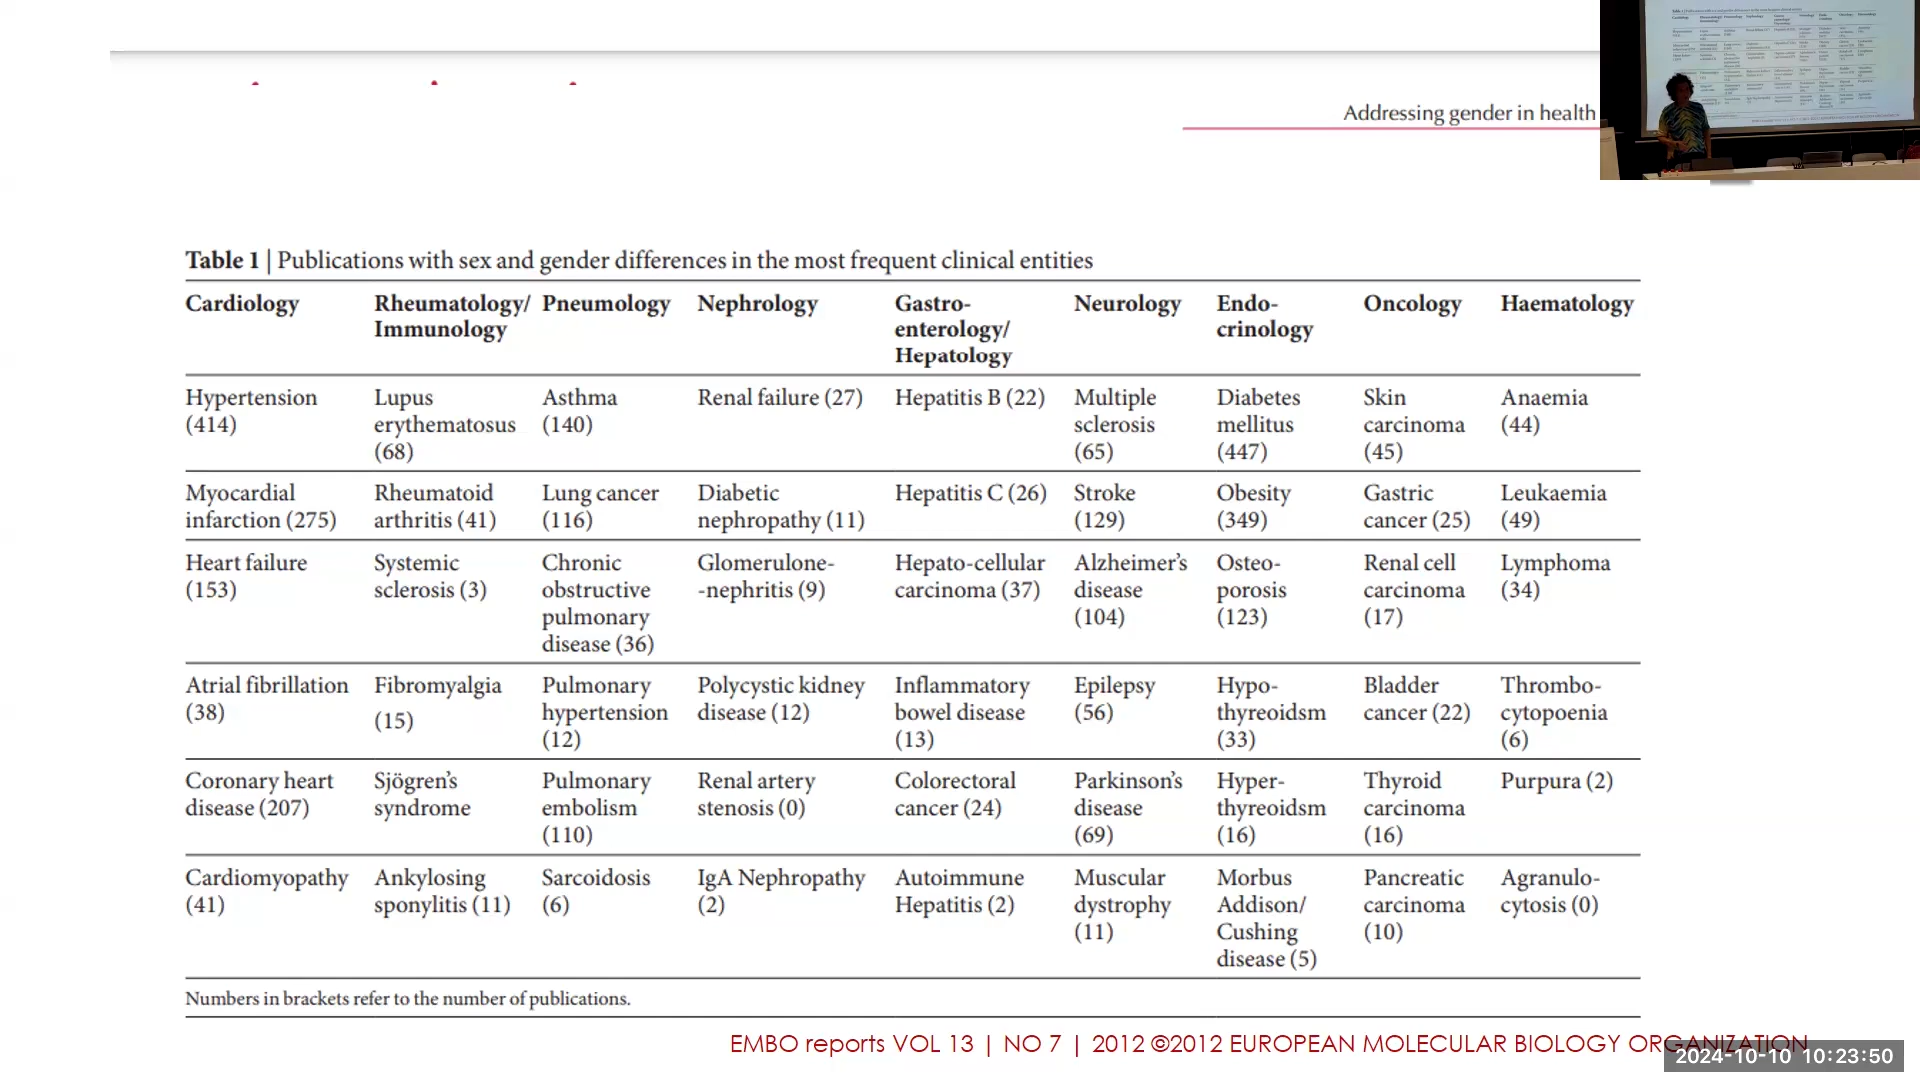 Addressing gender in health
Table 1 | Publications with sex and gender differences in the most frequent clinical entities
Cardiology
Rheumatology/
Immunology
Pneumology
Nephrology
Gastro-
enterology/
Hepatology
Neurology
Endo-
crinology
Oncology
Haematology
Hypertension
(414)
Lupus
erythematosus
(68)
Asthma
(140)
Renal failure (27)
Hepatitis B (22)
Multiple
sclerosis
(65)
Diabetes
mellitus
(447)
Skin
carcinoma
(45)
Anaemia
(44)
Myocardial
infarction (275)
Rheumatoid
arthritis (41)
Lung cancer
(116)
Diabetic
nephropathy (11)
Hepatitis C (26)
Stroke
(129)
Obesity
(349)
Gastric
cancer (25)
Leukaemia
(49)
Heart failure
(153)
Systemic
sclerosis (3)
Chronic
obstructive
pulmonary
disease (36)
Glomerulone-
-nephritis (9)
Hepato-cellular
carcinoma (37)
Alzheimer's
disease
(104)
Osteo-
porosis
(123)
Renal cell
carcinoma
(17)
Lymphoma
(34)
Atrial fibrillation
(38)
Fibromyalgia
(15)
Pulmonary
hypertension
(12)
Polycystic kidney
disease (12)
Inflammatory
bowel disease
(13)
Epilepsy
(56)
Hypo-
thyreoidsm
(33)
Bladder
cancer (22)
Thrombo-
cytopoenia
(6)
Coronary heart
disease (207)
Sjögren's
syndrome
Pulmonary
embolism
(110)
Renal artery
stenosis (0)
Colorectoral
cancer (24)
Parkinson's
disease
(69)
Hyper-
thyreoidsm
(16)
Thyroid
carcinoma
(16)
Purpura (2)
Cardiomyopathy
(41)
Ankylosing
sponylitis (11)
Sarcoidosis
(6)
IgA Nephropathy
(2)
Autoimmune
Hepatitis (2)
Muscular
dystrophy
(11)
Morbus
Addison/
Cushing
disease (5)
Pancreatic
carcinoma
(10)
Agranulo-
cytosis (0)
Numbers in brackets refer to the number of publications.
EMBO reports VOL 13 | NO 7 | 2012 ©2012 EUROPEAN MOLECULAR BIOLOGY ORGANIZATION
2024-10-10 10:23:50